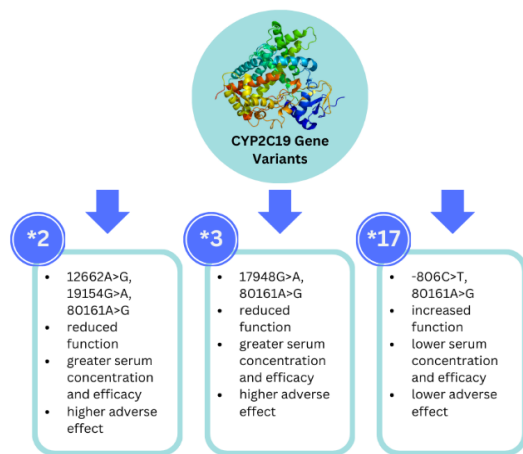 CYP2C19 Gene
Variants
*2
12662A>G,
19154G>A,
80161A>G
reduced
function
greater serum
concentration
and efficacy
higher adverse
effect
*3
17948G>A,
80161A>G
reduced
function
greater serum
concentration
and efficacy
higher adverse
effect
*17
-806C>T,
80161A>G
increased
function
lower serum
concentration
and efficacy
lower adverse
effect